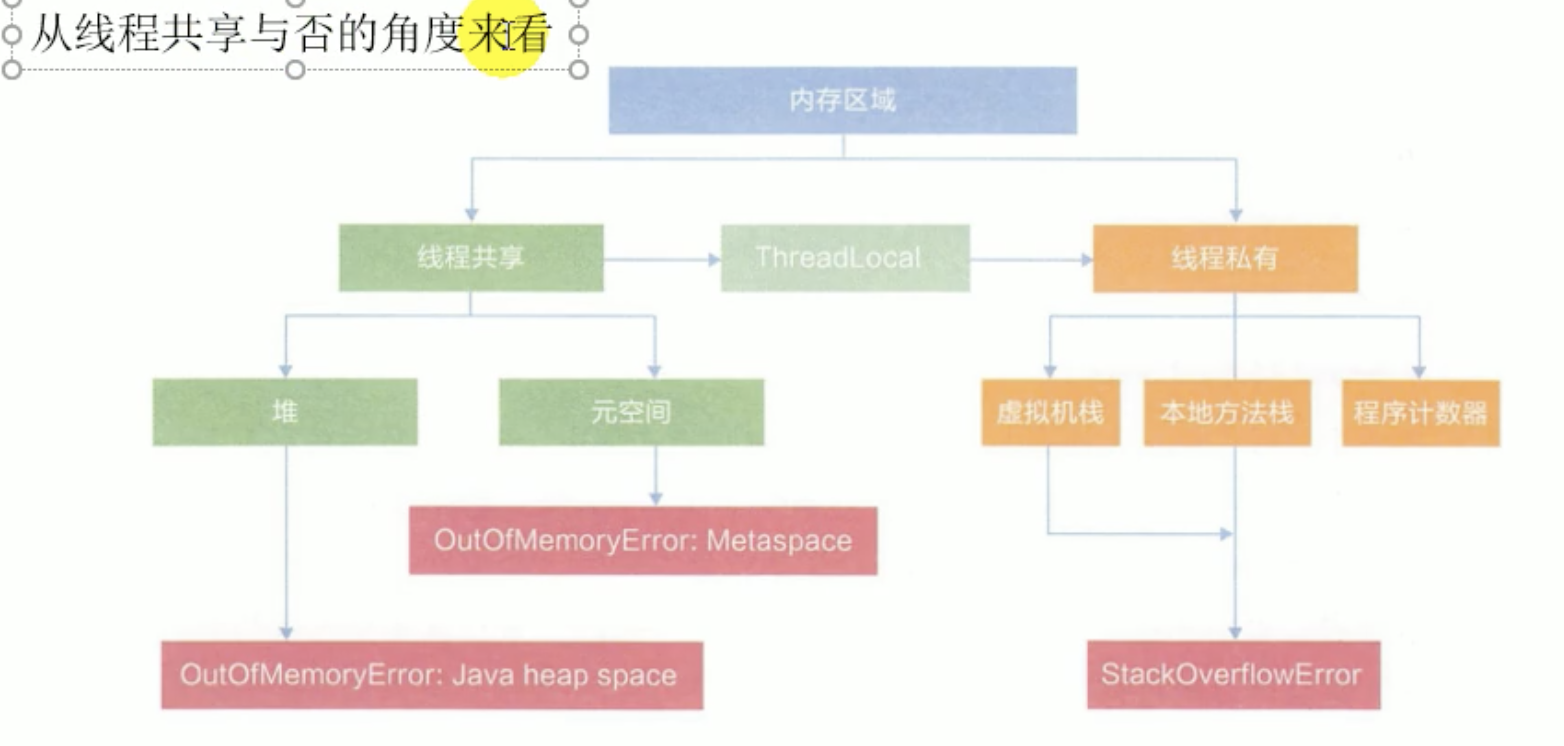 从线程共享与否的角度来看
内存区域
线程共享
ThreadLocal
线程私有
堆
元空间
虚拟机栈
本地方法栈
程序计数器
OutOfMemoryError: Metaspace
OutOfMemoryError: Java heap space
StackOverflowError